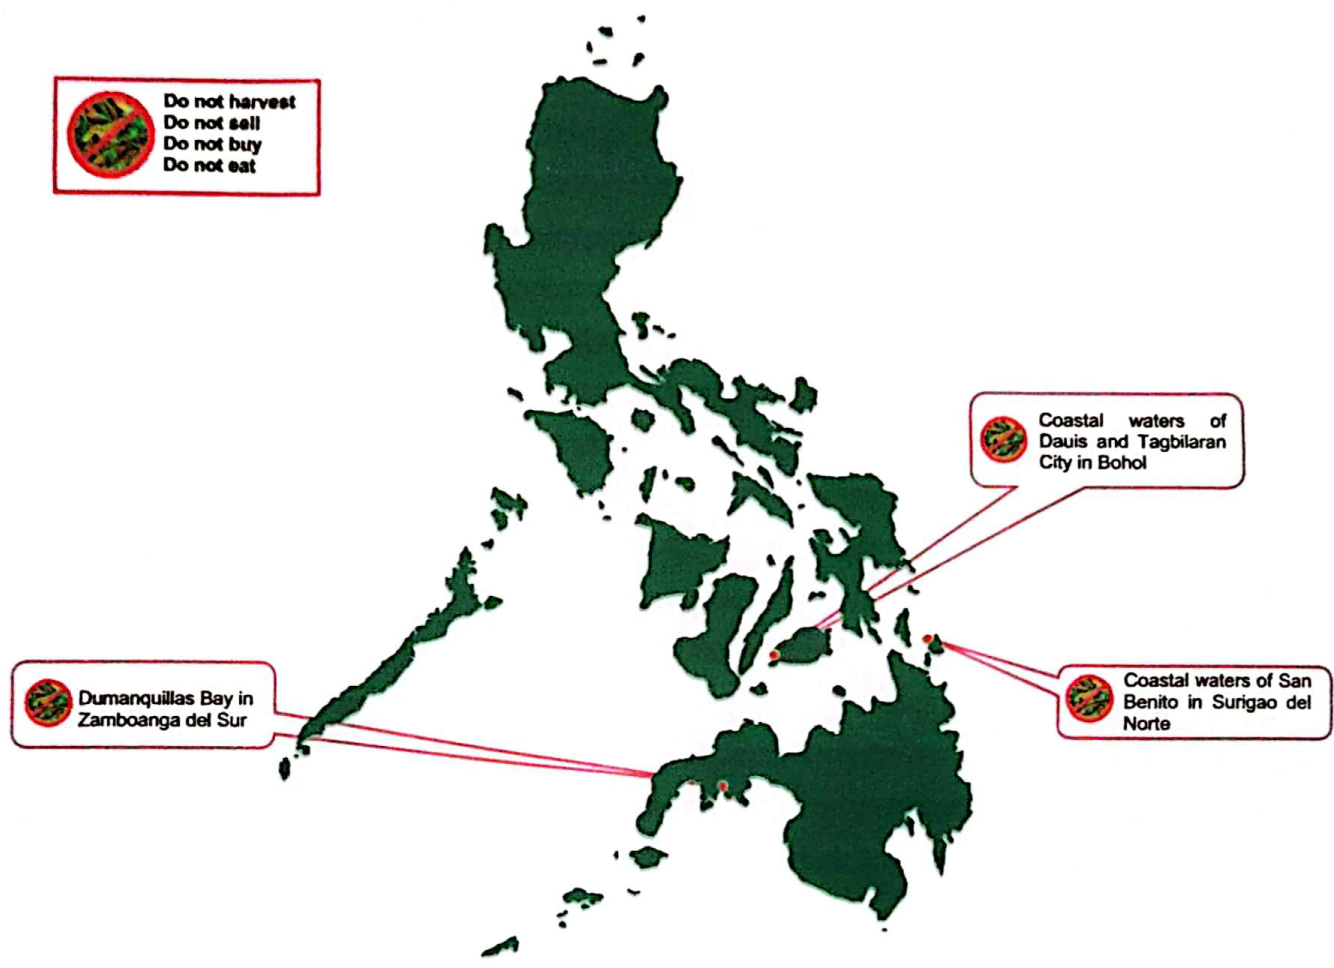 Do not harvest
Do not sell
Do not buy
Do not eat
Coastal waters of
Dauis and Tagbilaran
City in Bohol
Dumanquillas Bay in
Zamboanga del Sur
Coastal waters of San
Benito in Surigao del
Norte